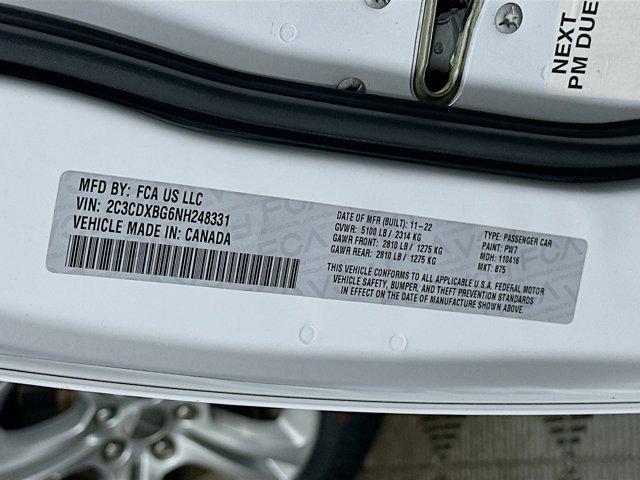 NEXT
PM DUE
MFD BY: FCA US LLC
VIN: 2C3CDXBG6NH248331
VEHICLE MADE IN: CANADA
DATE OF MFR (BUILT): 11-22
GVWR: 5100 LB / 2314 KG
GAWR FRONT: 2810 LB / 1275 KG
GAWR REAR: 2810 LB / 1275 KG
TYPE: PASSENGER CAR
PAINT: PW7
MDH: 110416
MKT: 875
THIS VEHICLE CONFORMS TO ALL APPLICABLE U.S.A. FEDERAL MOTOR
VEHICLE SAFETY, BUMPER, AND THEFT PREVENTION STANDARDS
IN EFFECT ON THE DATE OF MANUFACTURE SHOWN ABOVE.